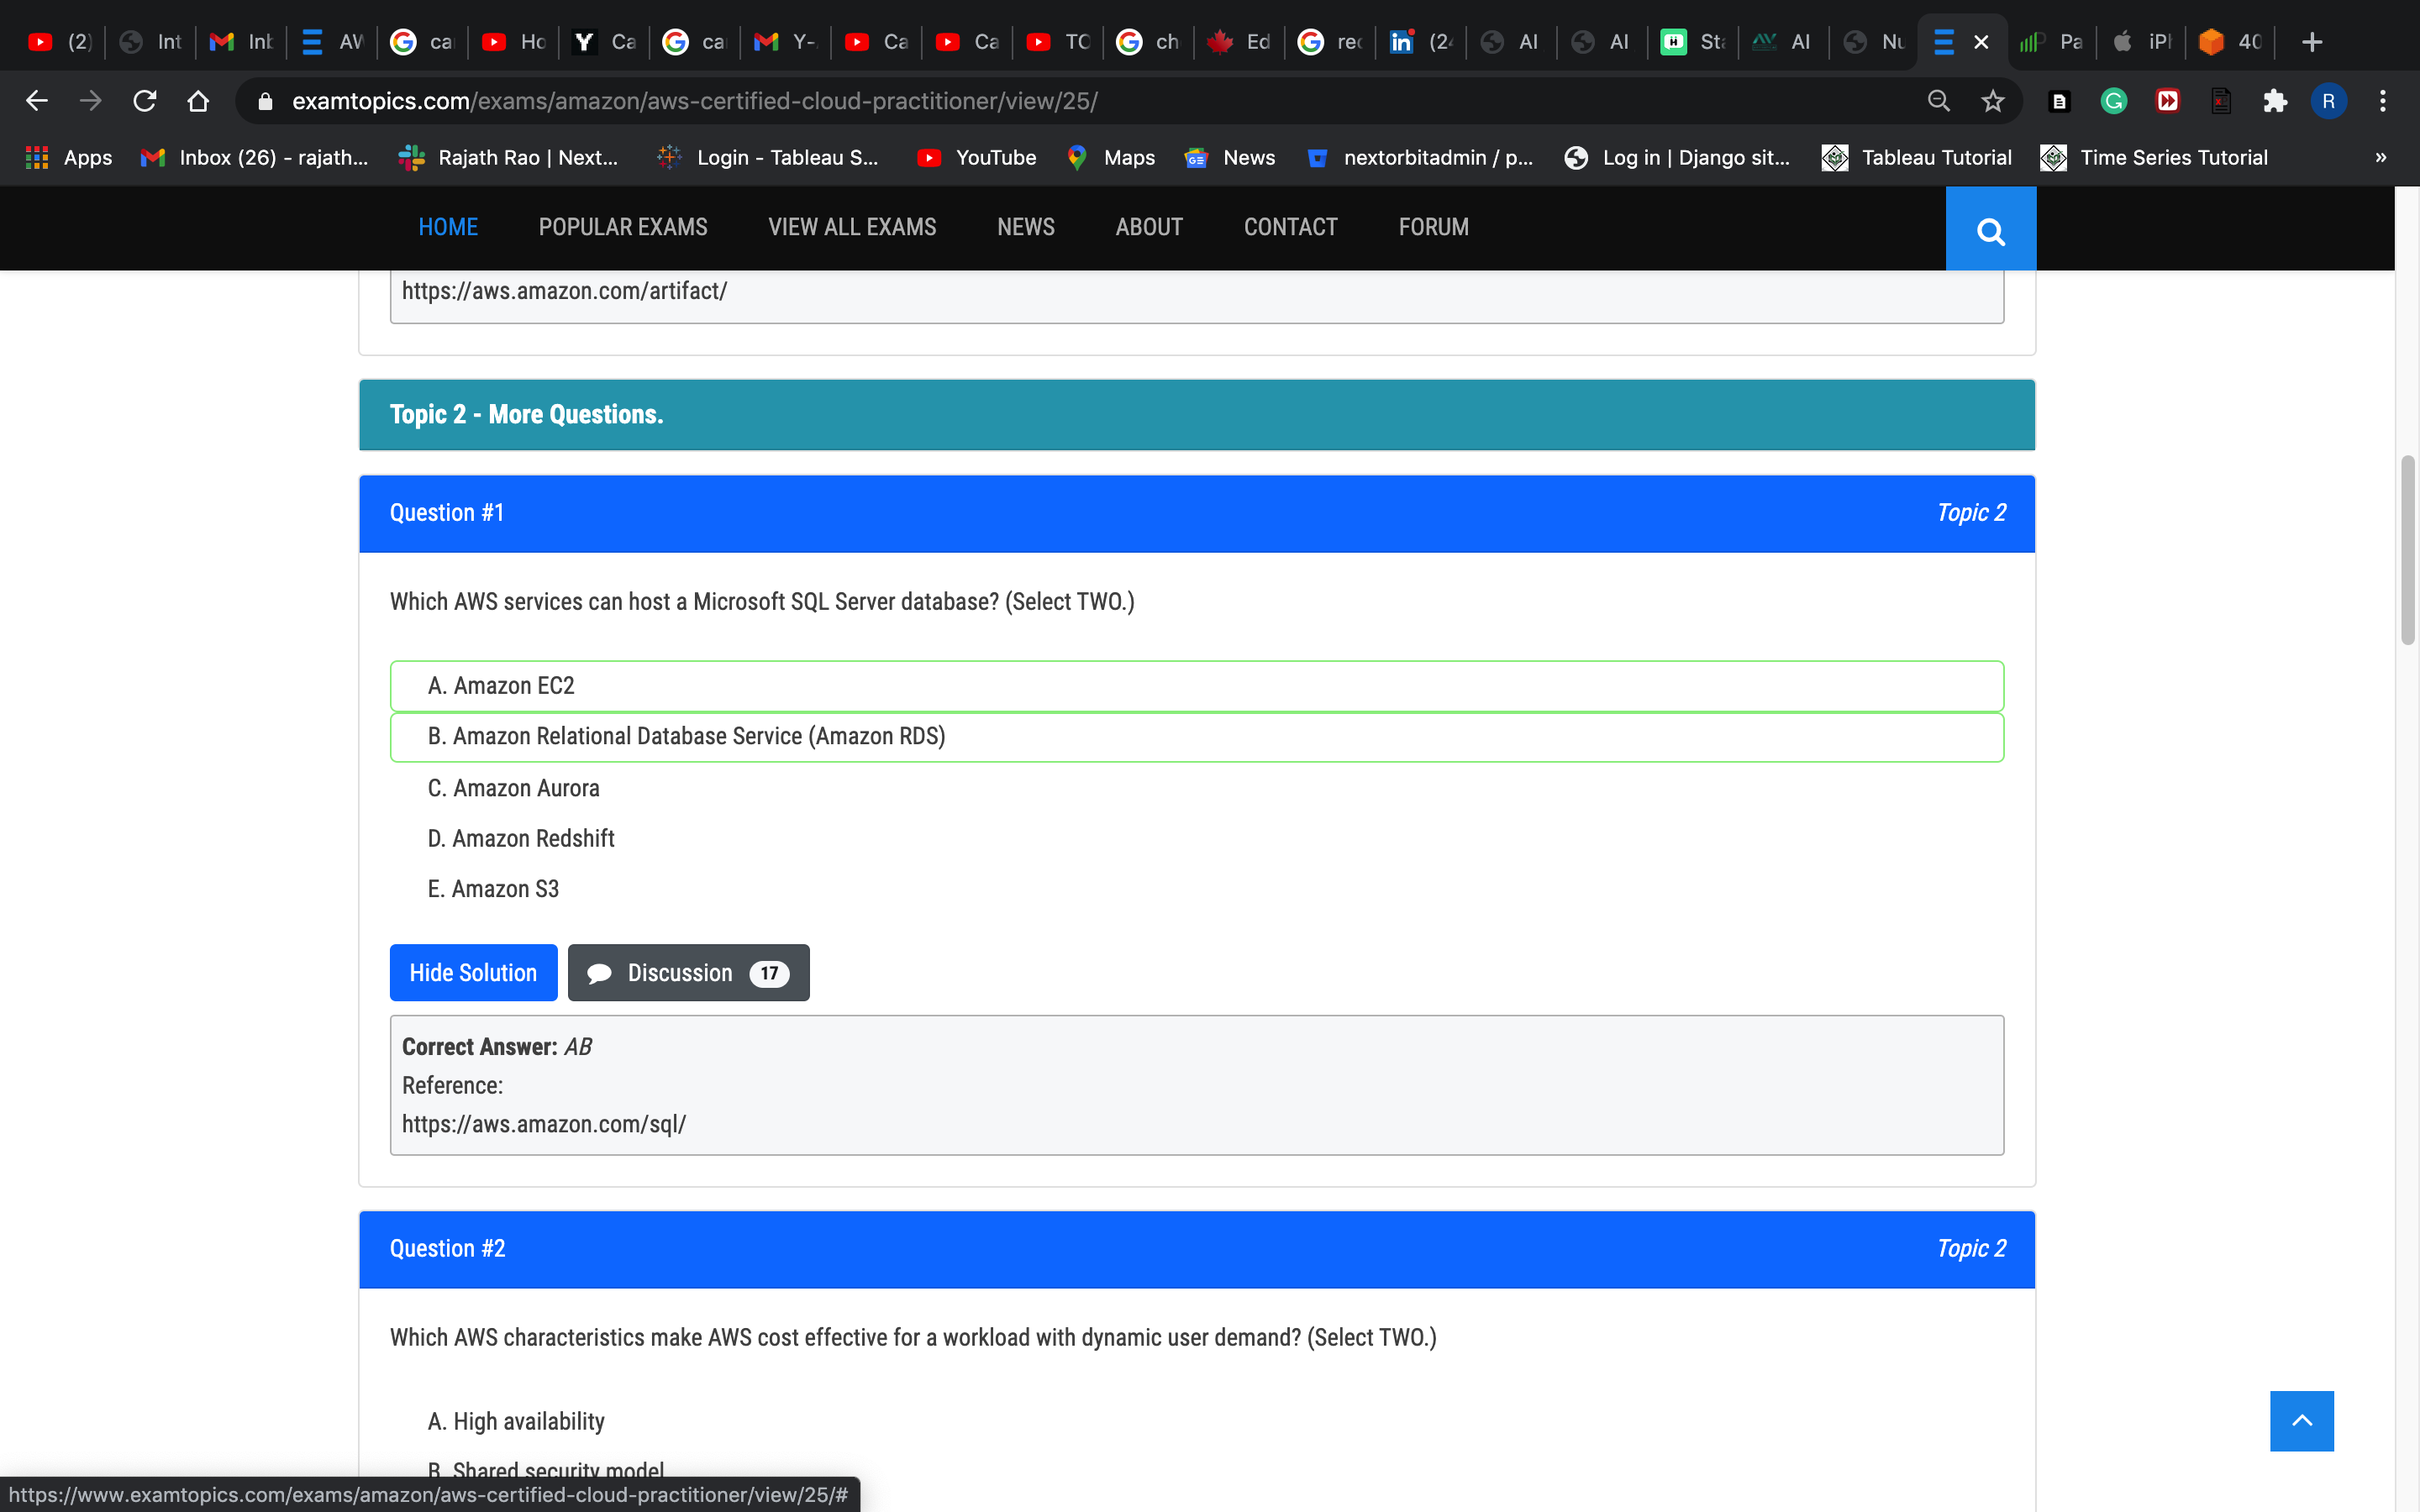 (2)
Int
Inb
AW
ca
Ho
Ca
ca
Y-
Ca
Ca
TO
ch
Ed
rec
(24
AI
AI
Sta
AI
Nu
Pa
iPh
40
examtopics.com/exams/amazon/aws-certified-cloud-practitioner/view/25/
R
Apps
Inbox (26) - rajath...
Rajath Rao | Next...
Login - Tableau S...
YouTube
Maps
News
nextorbitadmin / p...
Log in | Django sit...
Tableau Tutorial
Time Series Tutorial
»
HOME POPULAR EXAMS VIEW ALL EXAMS NEWS ABOUT CONTACT FORUM
https://aws.amazon.com/artifact/
Topic 2 - More Questions.
Question #1 Topic 2
Which AWS services can host a Microsoft SQL Server database? (Select TWO.)
A. Amazon EC2
B. Amazon Relational Database Service (Amazon RDS)
C. Amazon Aurora
D. Amazon Redshift
E. Amazon S3
Hide Solution Discussion 17
Correct Answer: AB
Reference:
https://aws.amazon.com/sql/
Question #2 Topic 2
Which AWS characteristics make AWS cost effective for a workload with dynamic user demand? (Select TWO.)
A. High availability
B. Shared security model
https://www.examtopics.com/exams/amazon/aws-certified-cloud-practitioner/view/25/#